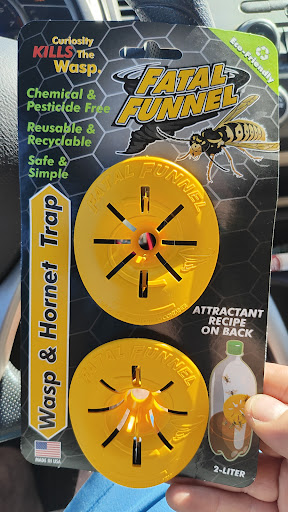 Curiosity
KILLS The
Wasp.
Eco-Friendly
FATAL
FUNNEL
Chemical &
Pesticide Free
Reusable &
Recyclable
Safe &
Simple
FATAL FUNNEL
Wasp & Hornet Trap
ATTRACTANT
RECIPE
ON BACK
FATAL FUNNEL
MADE IN USA
2-LITER